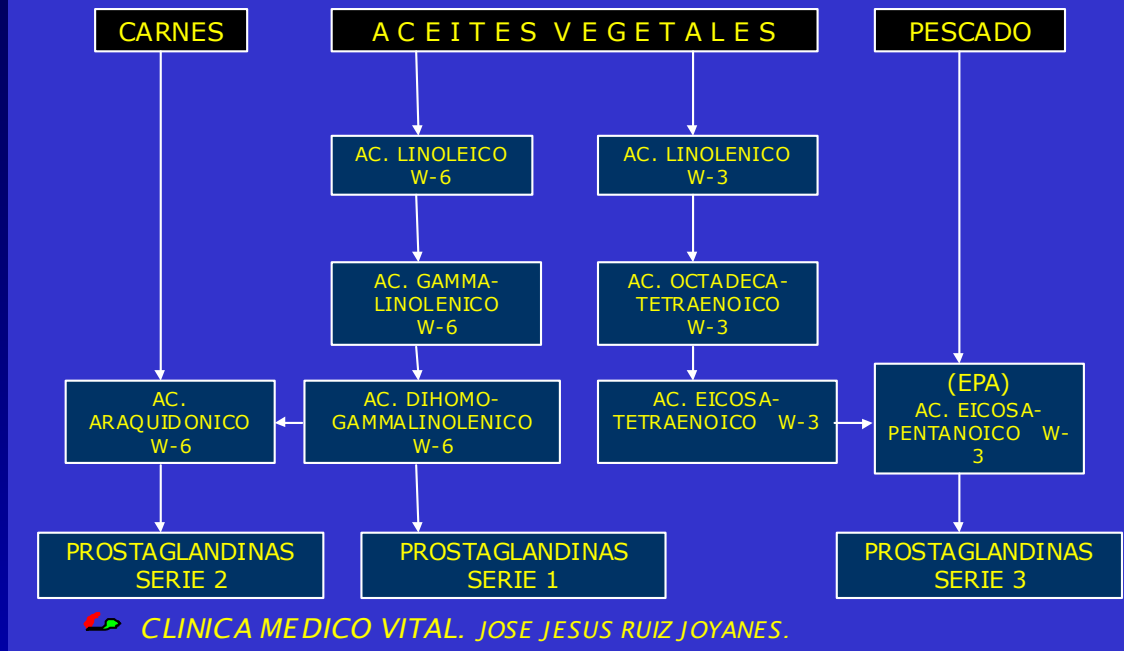 CARNES
ACEITES VEGETALES
PESCADO
AC. LINOLEICO
W-6
AC. LINOLENICO
W-3
AC. GAMMA-
LINOLENICO
W-6
AC. OCTADECA-
TETRAENOICO
W-3
AC.
ARAQUIDONICO
W-6
AC. DIHOMO-
GAMMALINOLENICO
W-6
AC. EICOSA-
TETRAENOICO W-3
(EPA)
AC. EICOSA-
PENTANOICO W-
3
PROSTAGLANDINAS
SERIE 2
PROSTAGLANDINAS
SERIE 1
PROSTAGLANDINAS
SERIE 3
CLINICA MEDICO VITAL. JOSE JESUS RUIZ JOYANES.